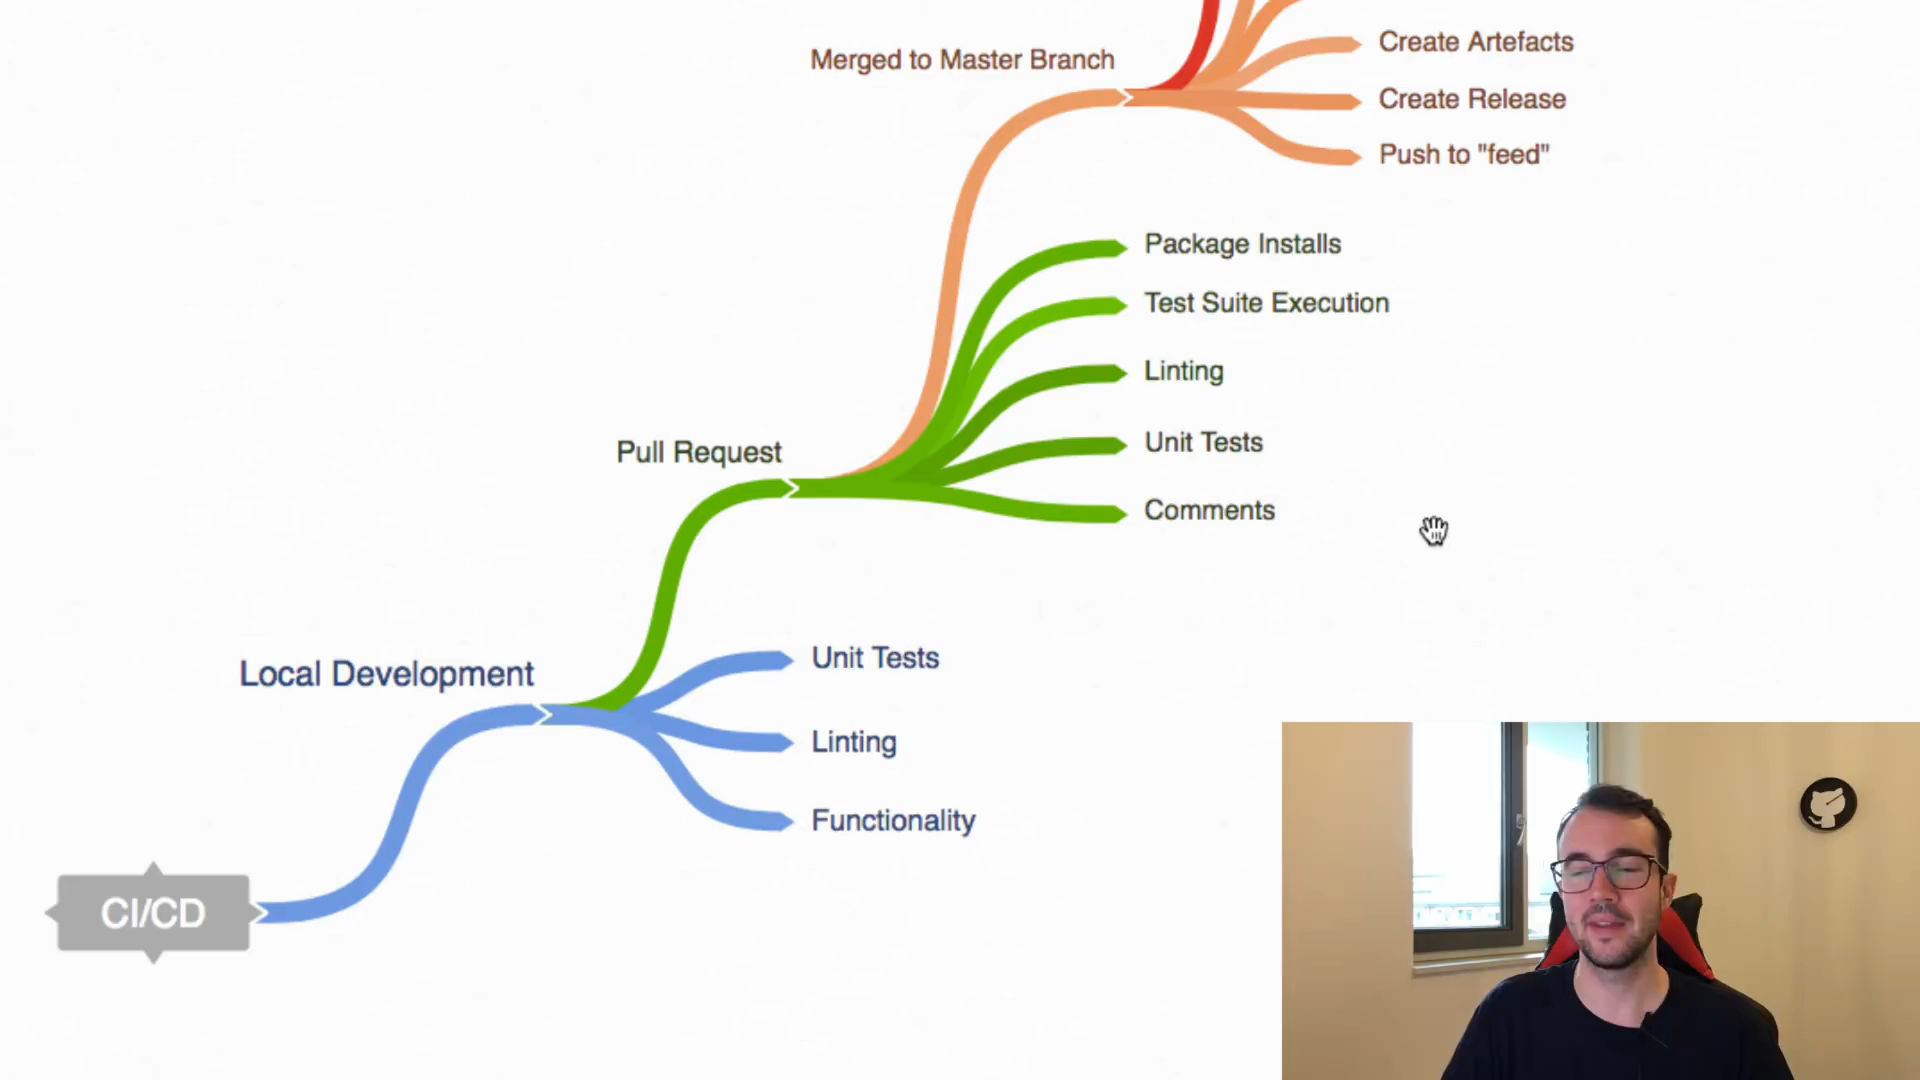 Merged to Master Branch
Create Artefacts
Create Release
Push to "feed"
Package Installs
Test Suite Execution
Linting
Unit Tests
Comments
Pull Request
Local Development
Unit Tests
Linting
Functionality
CI/CD